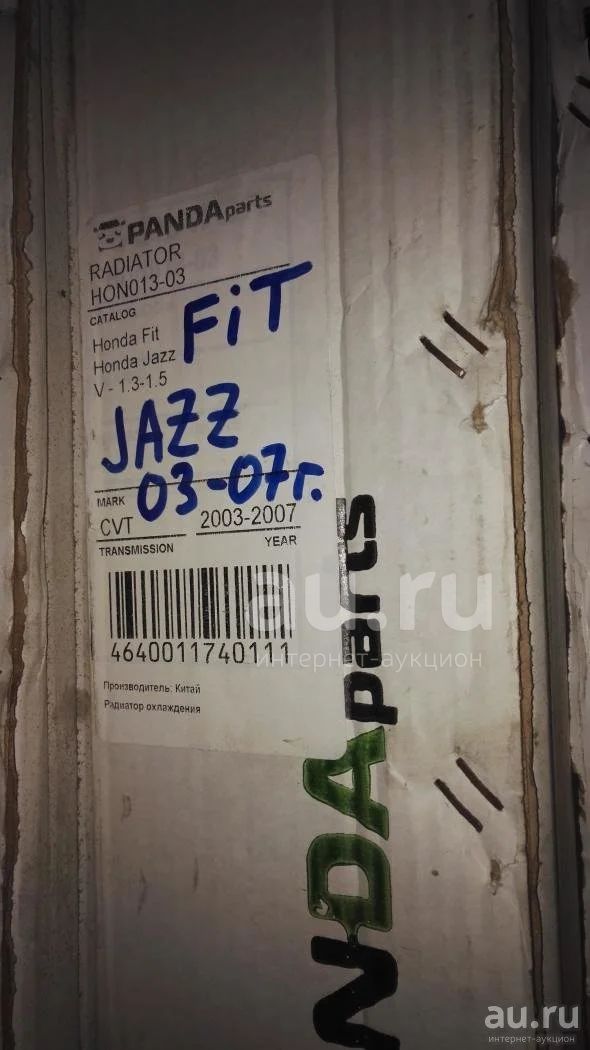 PANDAparts
RADIATOR
HON013-03
CATALOG
Honda Fit
Honda Jazz
V - 1.3-1.5
FiT
JAZZ
03-07г.
MARK
CVT 2003-2007
TRANSMISSION YEAR
4640011740111
Производитель: Китай
Радиатор охлаждения
NDAparts
au.ru
интернет-аукцион
au.ru
интернет-аукцион